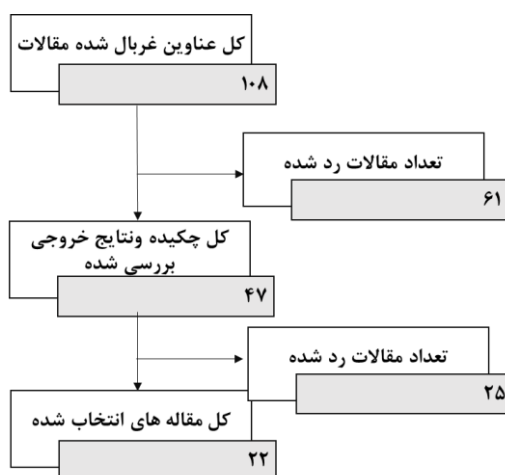 کل عناوین غربال شده مقالات
۱۰۸
تعداد مقالات رد شده
۶۱
کل چکیده ونتایج خروجی
بررسی شده
۴۷
تعداد مقالات رد شده
۲۵
کل مقاله های انتخاب شده
۲۲